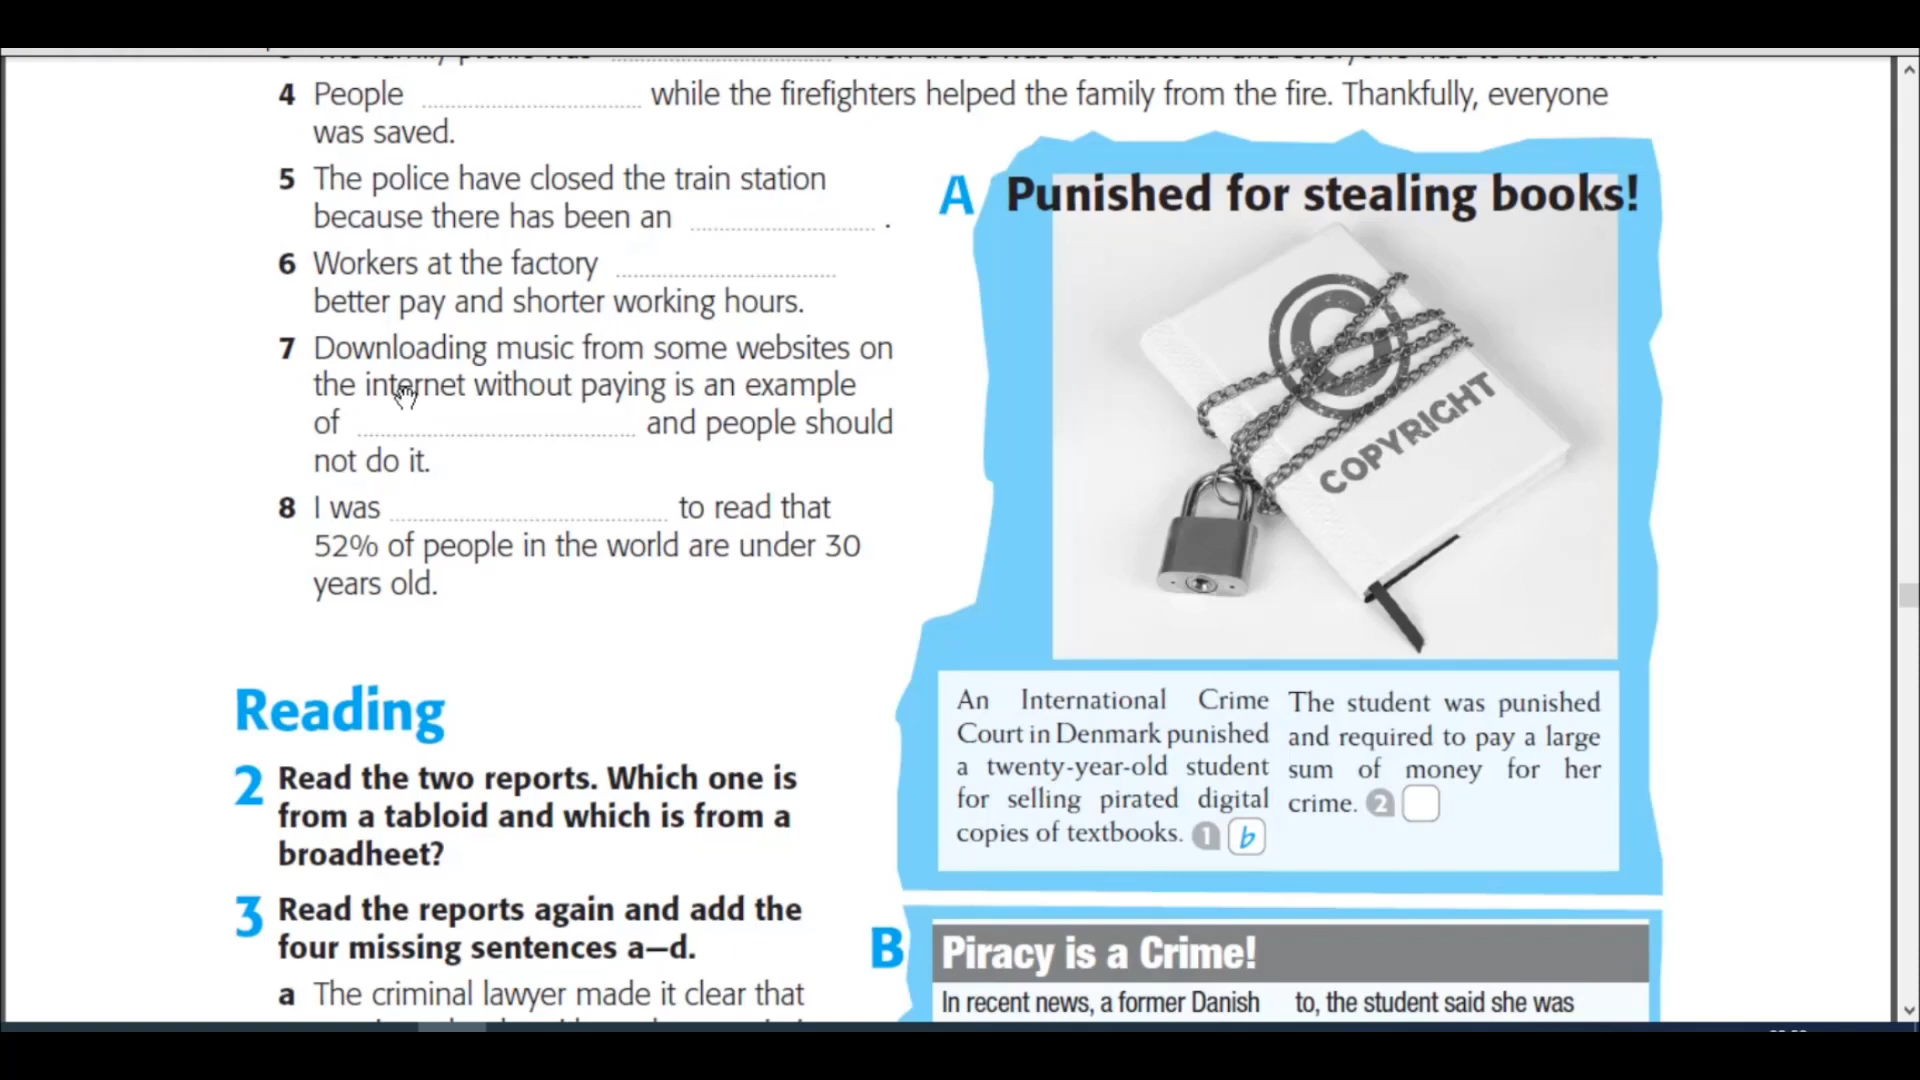 4 People while the firefighters helped the family from the fire. Thankfully, everyone
was saved.
5 The police have closed the train station
because there has been an .
6 Workers at the factory
better pay and shorter working hours.
7 Downloading music from some websites on
the internet without paying is an example
of and people should
not do it.
8 I was to read that
52% of people in the world are under 30
years old.
Reading
2 Read the two reports. Which one is
from a tabloid and which is from a
broadheet?
3 Read the reports again and add the
four missing sentences a–d.
a The criminal lawyer made it clear that
A Punished for stealing books!
COPYRIGHT
An International Crime
Court in Denmark punished
a twenty-year-old student
for selling pirated digital
copies of textbooks. 1 b
The student was punished
and required to pay a large
sum of money for her
crime. 2
B Piracy is a Crime!
In recent news, a former Danish
to, the student said she was